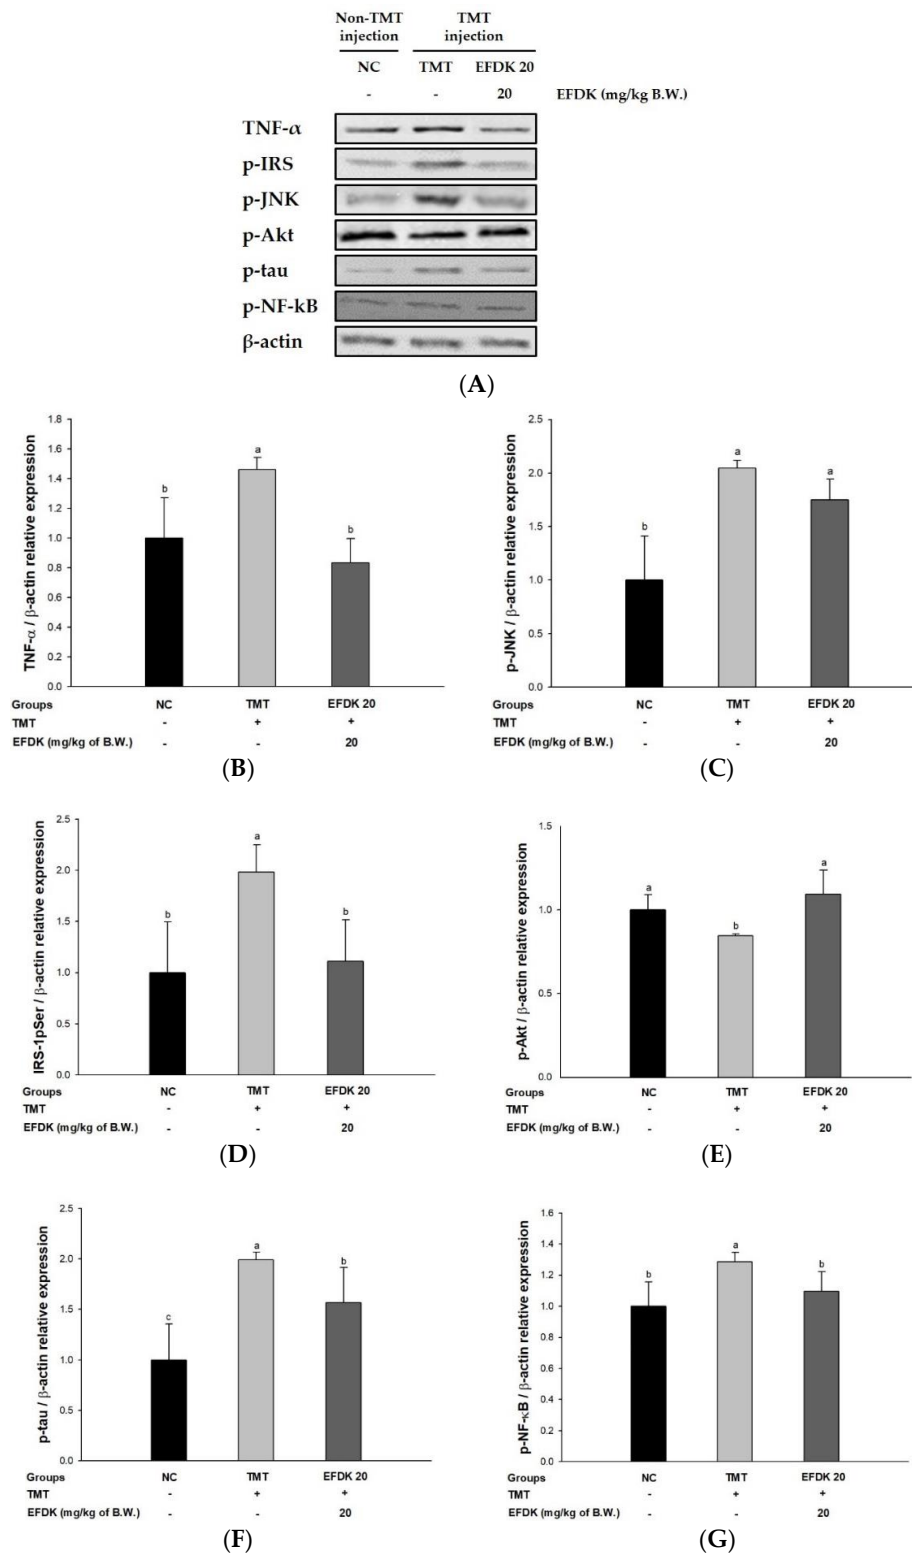 Non-TMT injection TMT injection
NC TMT EFDK 20
- - 20 EFDK (mg/kg B.W.)
TNF-α
p-IRS
p-JNK
p-Akt
p-tau
p-NF-kB
β-actin
(A)
TNF-α / β-actin relative expression
1.8
1.6
1.4
1.2
1.0
0.8
0.6
0.4
0.2
0.0
b a b
Groups NC TMT EFDK 20
TMT - + +
EFDK (mg/kg of B.W.) - - 20
(B)
p-JNK / β-actin relative expression
2.5
2.0
1.5
1.0
0.5
0.0
b a a
Groups NC TMT EFDK 20
TMT - + +
EFDK (mg/kg of B.W.) - - 20
(C)
IRS-1pSer / β-actin relative expression
2.5
2.0
1.5
1.0
0.5
0.0
b a b
Groups NC TMT EFDK 20
TMT - + +
EFDK (mg/kg of B.W.) - - 20
(D)
p-Akt / β-actin relative expression
1.5
1.0
0.5
0.0
a b a
Groups NC TMT EFDK 20
TMT - + +
EFDK (mg/kg of B.W.) - - 20
(E)
p-tau / β-actin relative expression
2.5
2.0
1.5
1.0
0.5
0.0
c a b
Groups NC TMT EFDK 20
TMT - + +
EFDK (mg/kg of B.W.) - - 20
(F)
p-NF-κB / β-actin relative expression
1.6
1.4
1.2
1.0
0.8
0.6
0.4
0.2
0.0
b a b
Groups NC TMT EFDK 20
TMT - + +
EFDK (mg/kg of B.W.) - - 20
(G)